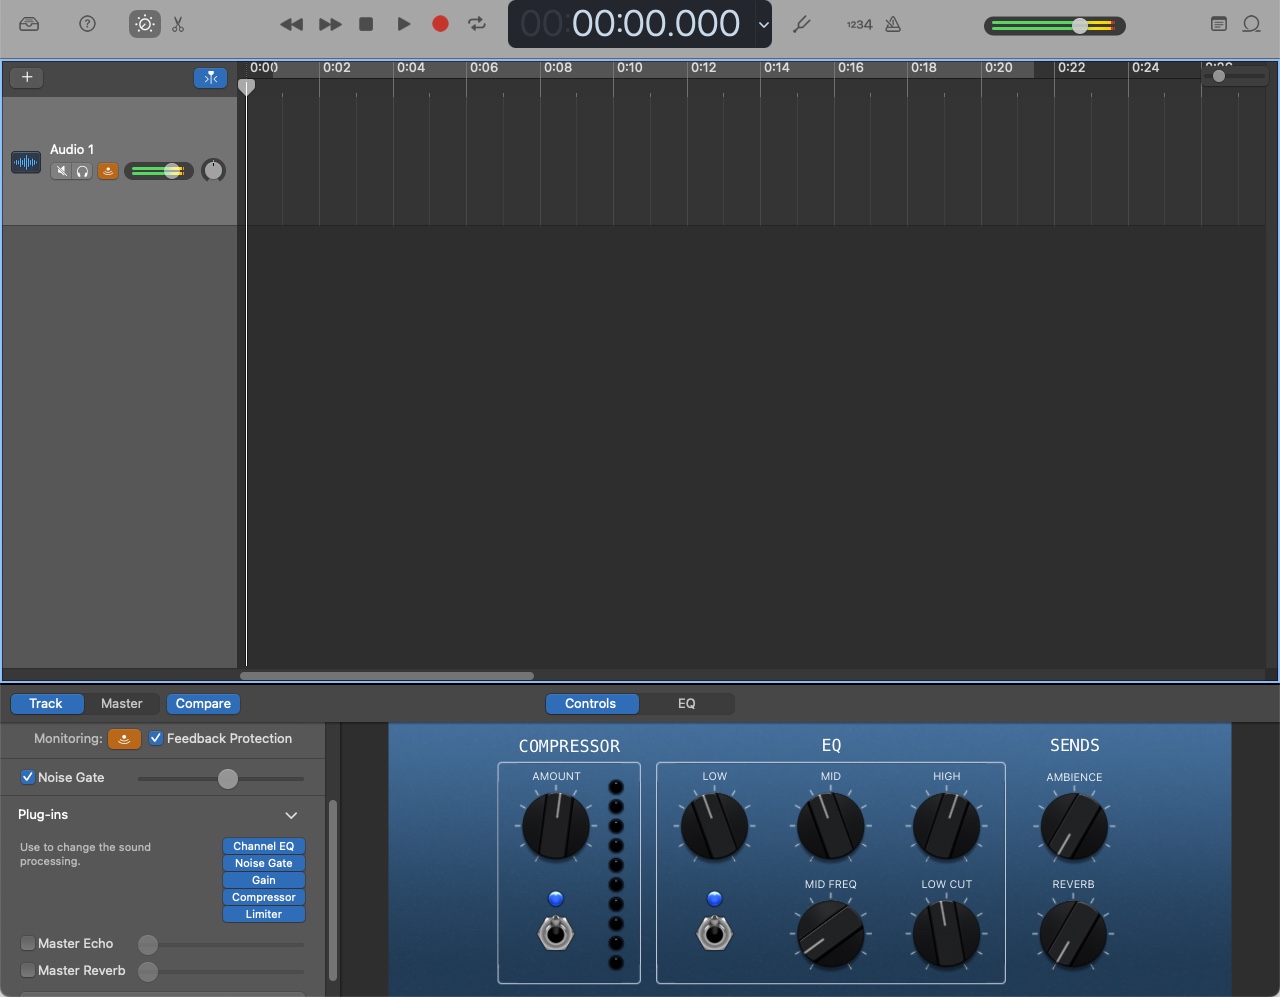 00:00:00.000
1234
0:00
0:02
0:04
0:06
0:08
0:10
0:12
0:14
0:16
0:18
0:20
0:22
0:24
Audio 1
Track
Master
Compare
Controls
EQ
Monitoring:
Feedback Protection
Noise Gate
Plug-ins
Use to change the sound
processing.
Channel EQ
Noise Gate
Gain
Compressor
Limiter
Master Echo
Master Reverb
COMPRESSOR
EQ
SENDS
AMOUNT
LOW
MID
HIGH
AMBIENCE
MID FREQ
LOW CUT
REVERB